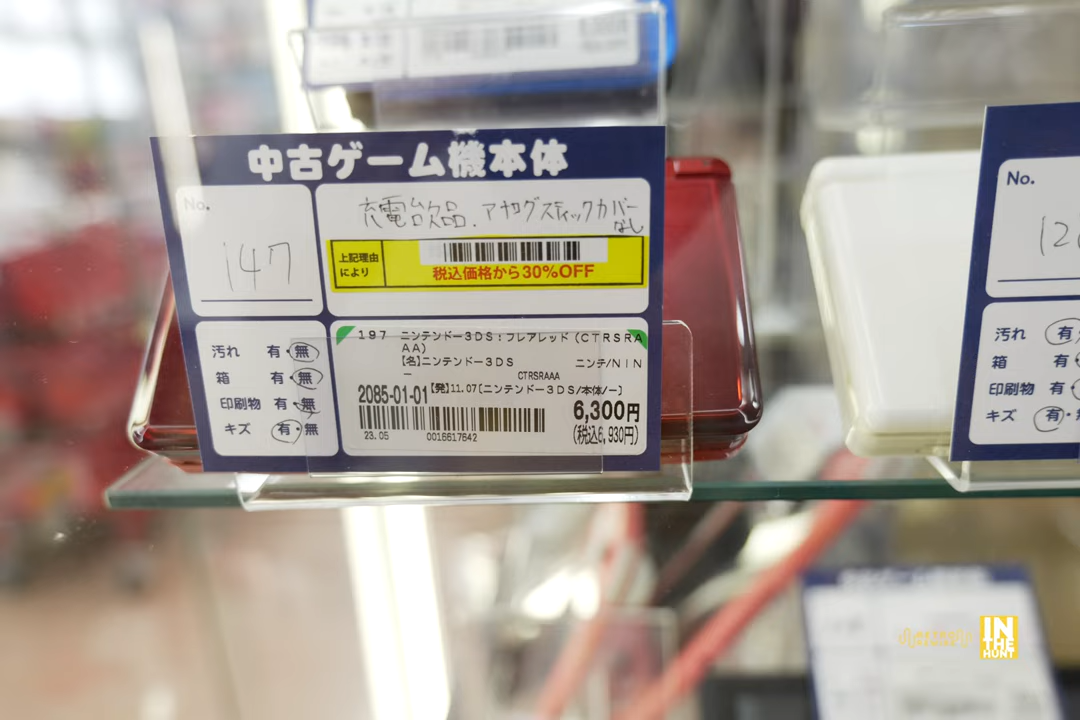 中古ゲーム機本体
No.
147
充電台欠品. アナログスティックカバー
なし
上記理由
により
税込価格から30%OFF
汚れ 有・無
箱 有・無
印刷物 有・無
キズ 有・無
197 ニンテンドー3DS:フレアレッド(CTRSRA
AA)
【名】ニンテンドー3DS ニンテ/NIN
ー CTRSRAAA
2085-01-01【発】11.07[ニンテンドー3DS/本体/ー]
6,300円
(税込6,930円)
23.05 0016617642
No.
12
汚れ 有
箱 有
印刷物 有
キズ 有・
IN
THE
HUNT